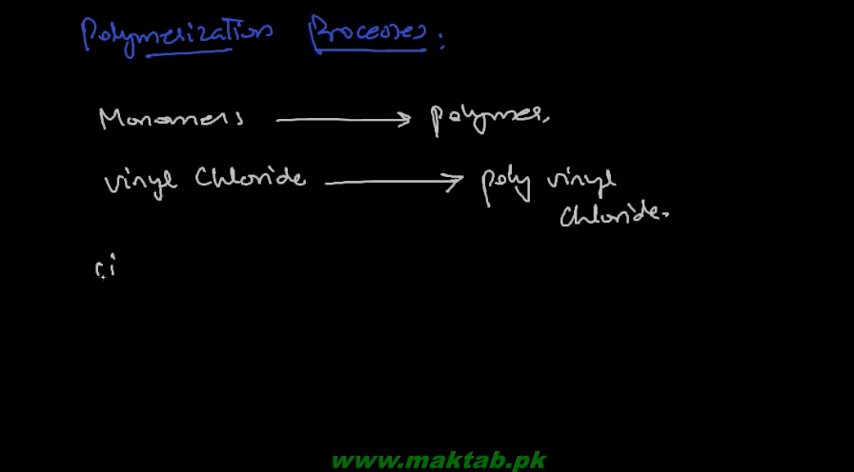 Polymerization Processes:
Monomers → polymer.
vinyl Chloride → poly vinyl
Chloride.
www.maktab.pk